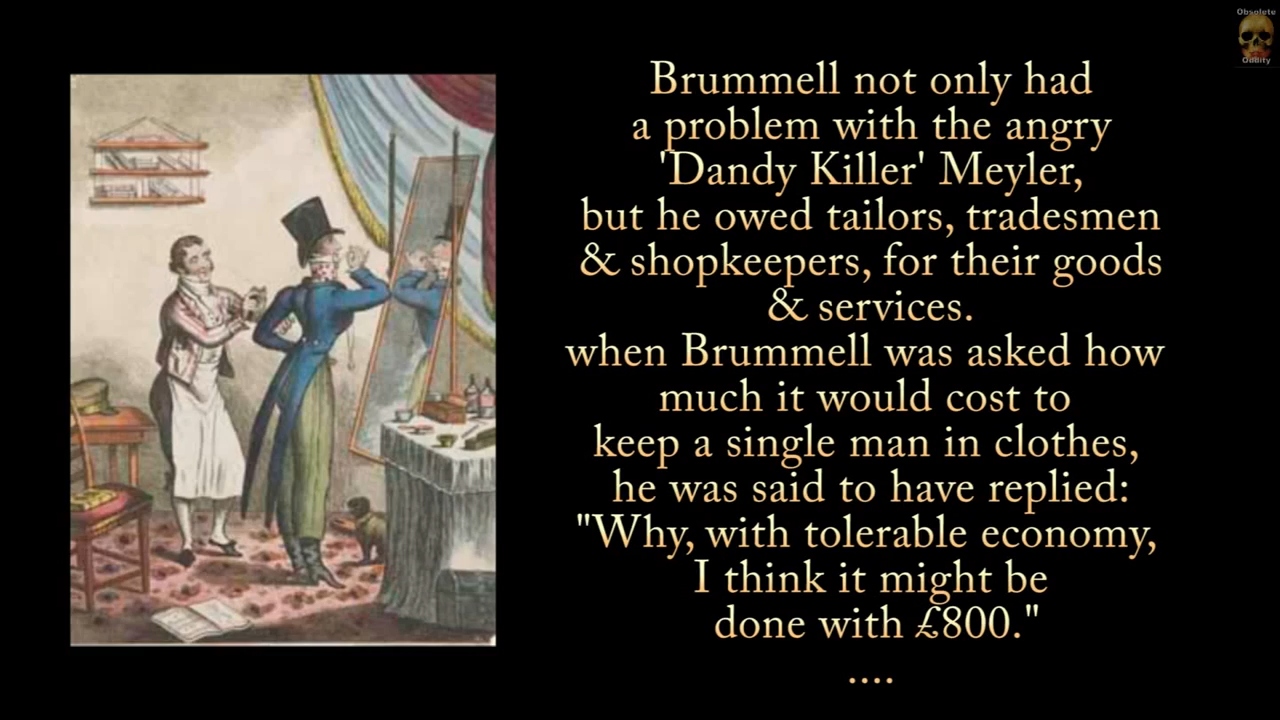 Obsolete
Oddity
Brummell not only had
a problem with the angry
'Dandy Killer' Meyler,
but he owed tailors, tradesmen
& shopkeepers, for their goods
& services.
when Brummell was asked how
much it would cost to
keep a single man in clothes,
he was said to have replied:
"Why, with tolerable economy,
I think it might be
done with £800."
....